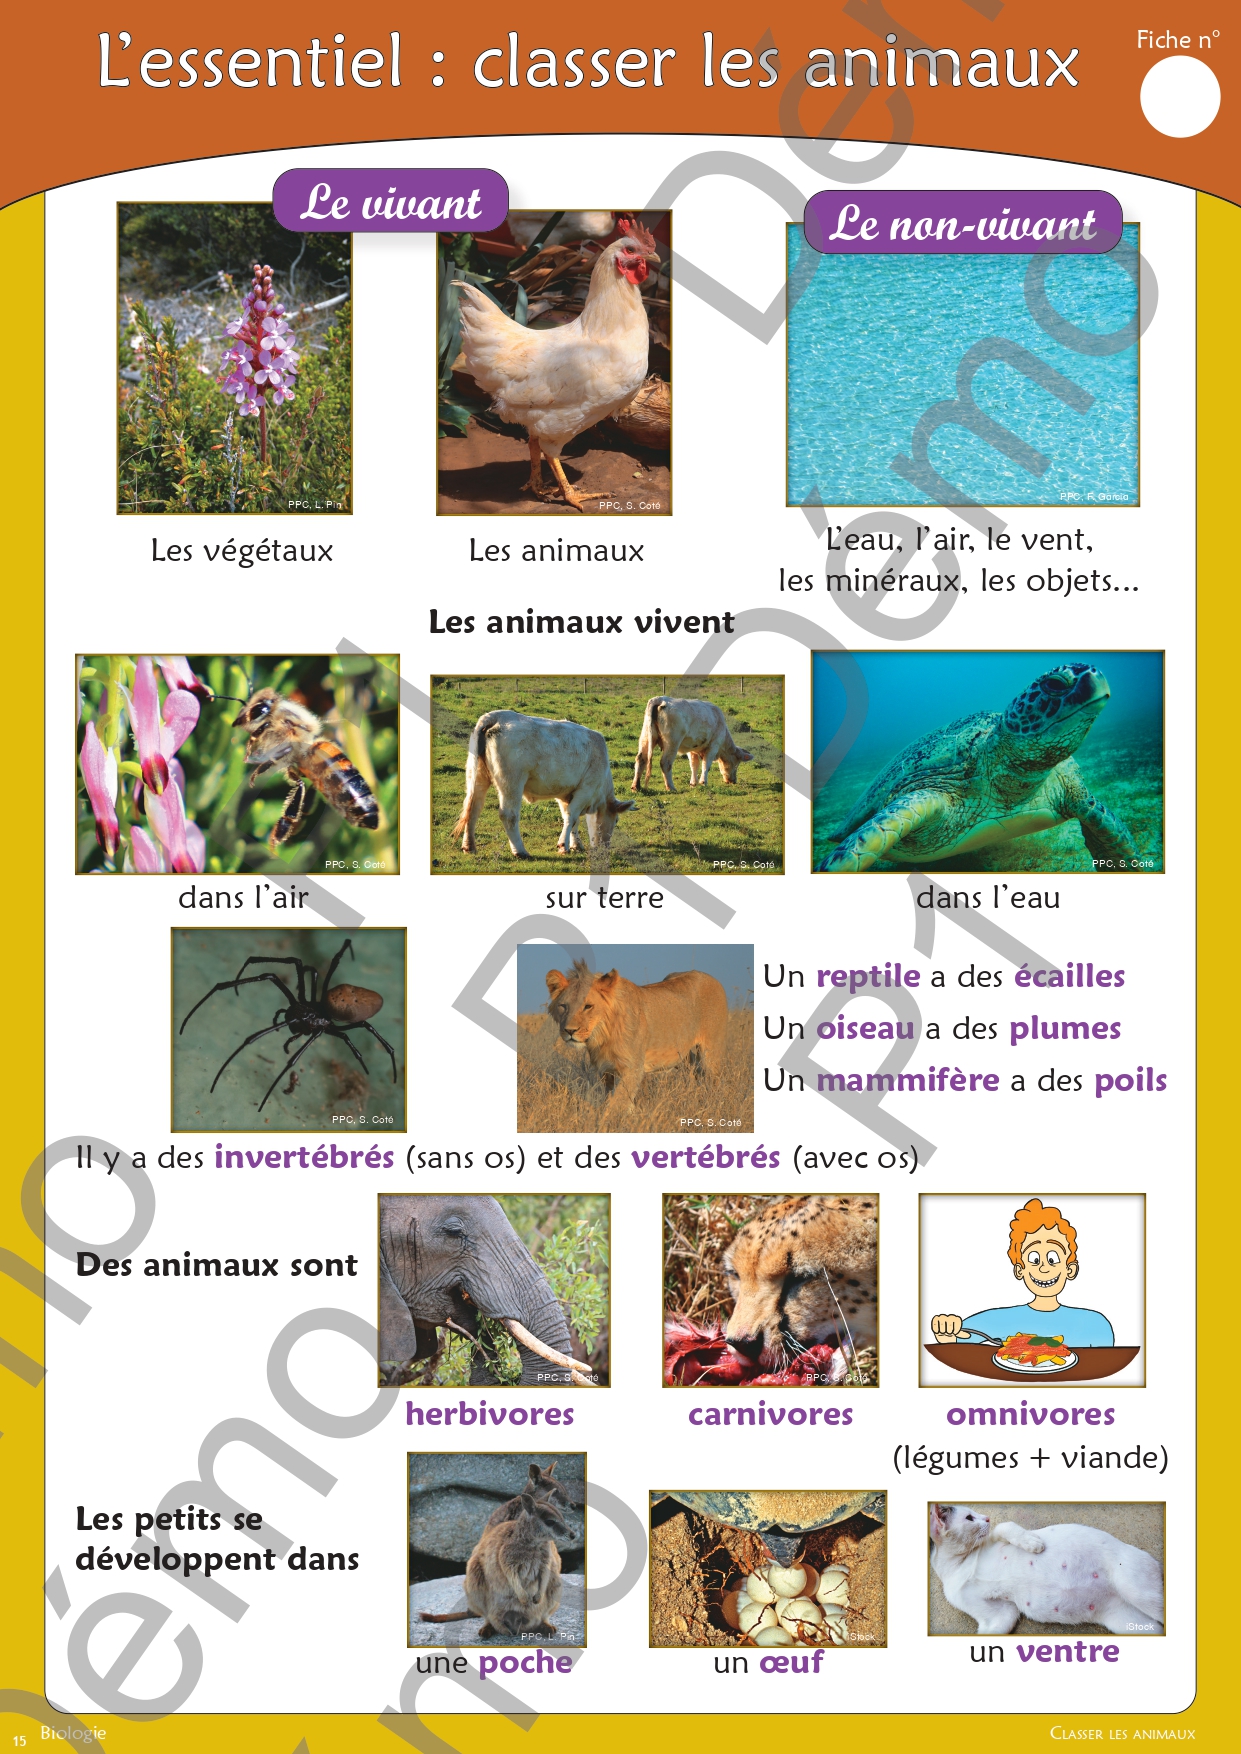 L'essentiel : classer les animaux
Fiche n°
Le vivant
Le non-vivant
PPC, L. Pin
PPC, S. Coté
PPC, F. Garcia
Les végétaux
Les animaux
L'eau, l'air, le vent,
les minéraux, les objets...
Les animaux vivent
PPC, S. Coté
PPC, S. Coté
PPC, S. Coté
dans l'air
sur terre
dans l'eau
PPC, S. Coté
PPC, S. Coté
Un reptile a des écailles
Un oiseau a des plumes
Un mammifère a des poils
Il y a des invertébrés (sans os) et des vertébrés (avec os)
Des animaux sont
PPC, S. Coté
PPC, S. Coté
herbivores
carnivores
omnivores
(légumes + viande)
Les petits se
développent dans
PPC, L. Pin
iStock
iStock
une poche
un œuf
un ventre
15 Biologie
Classer les animaux
Démo
P1 Démo
P1
Démo